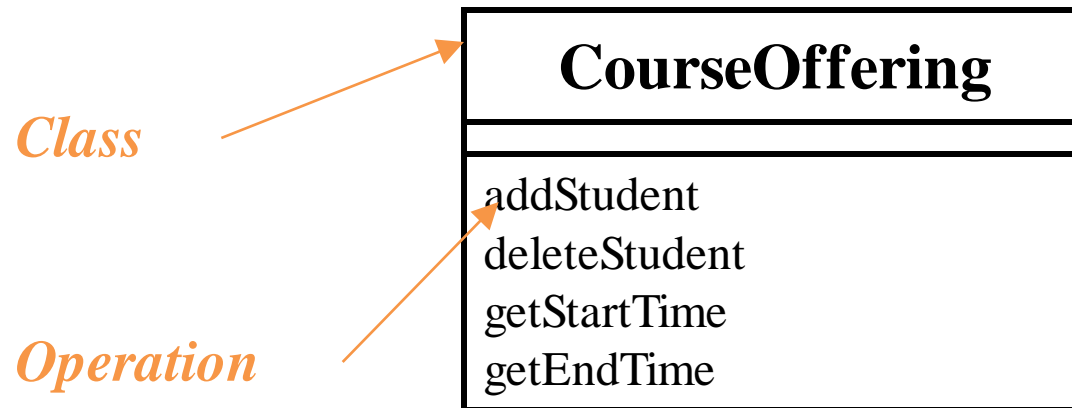 CourseOffering
Class
addStudent
deleteStudent
getStartTime
Operation
getEndTime